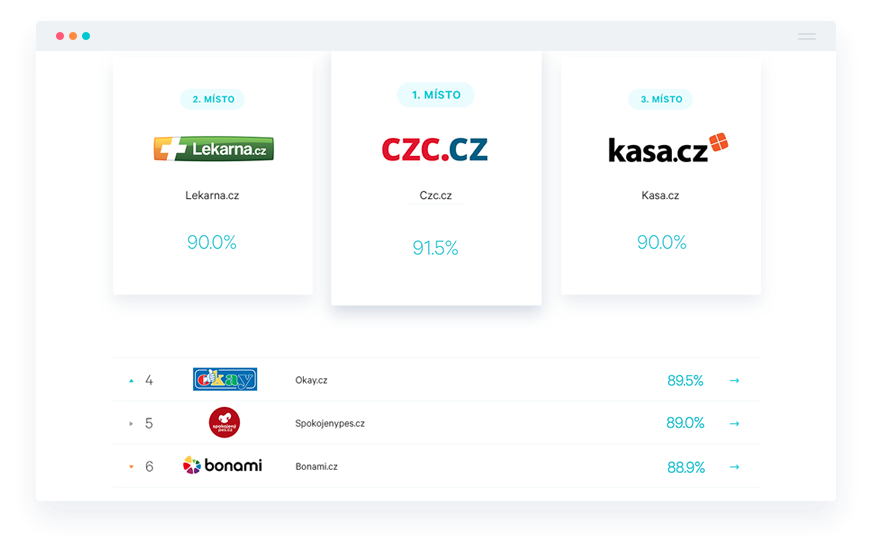 2. MÍSTO
Lekarna.cz
Lekarna.cz
90.0%
1. MÍSTO
CZC.CZ
Czc.cz
91.5%
3. MÍSTO
kasa.cz
Kasa.cz
90.0%
4 okay Okay.cz 89.5% →
5 spokojený pes.cz Spokojenypes.cz 89.0% →
6 bonami Bonami.cz 88.9% →